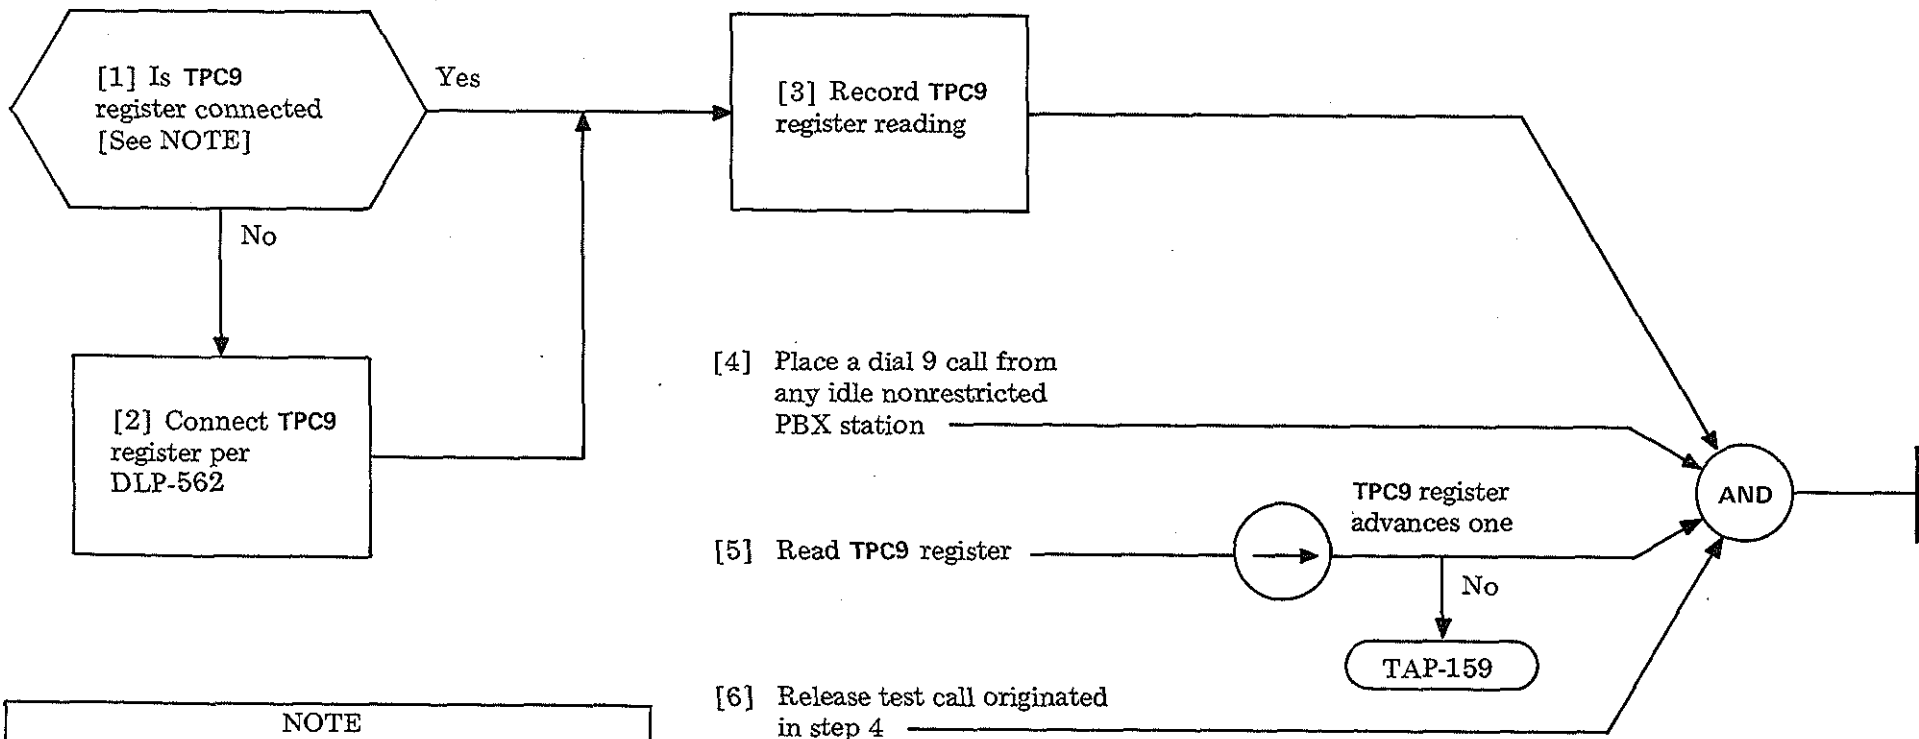 [1] Is TPC9
register connected
[See NOTE]
Yes
No
[2] Connect TPC9
register per
DLP-562
[3] Record TPC9
register reading
[4] Place a dial 9 call from
any idle nonrestricted
PBX station
[5] Read TPC9 register
TPC9 register
advances one
No
TAP-159
AND
[6] Release test call originated
in step 4
NOTE